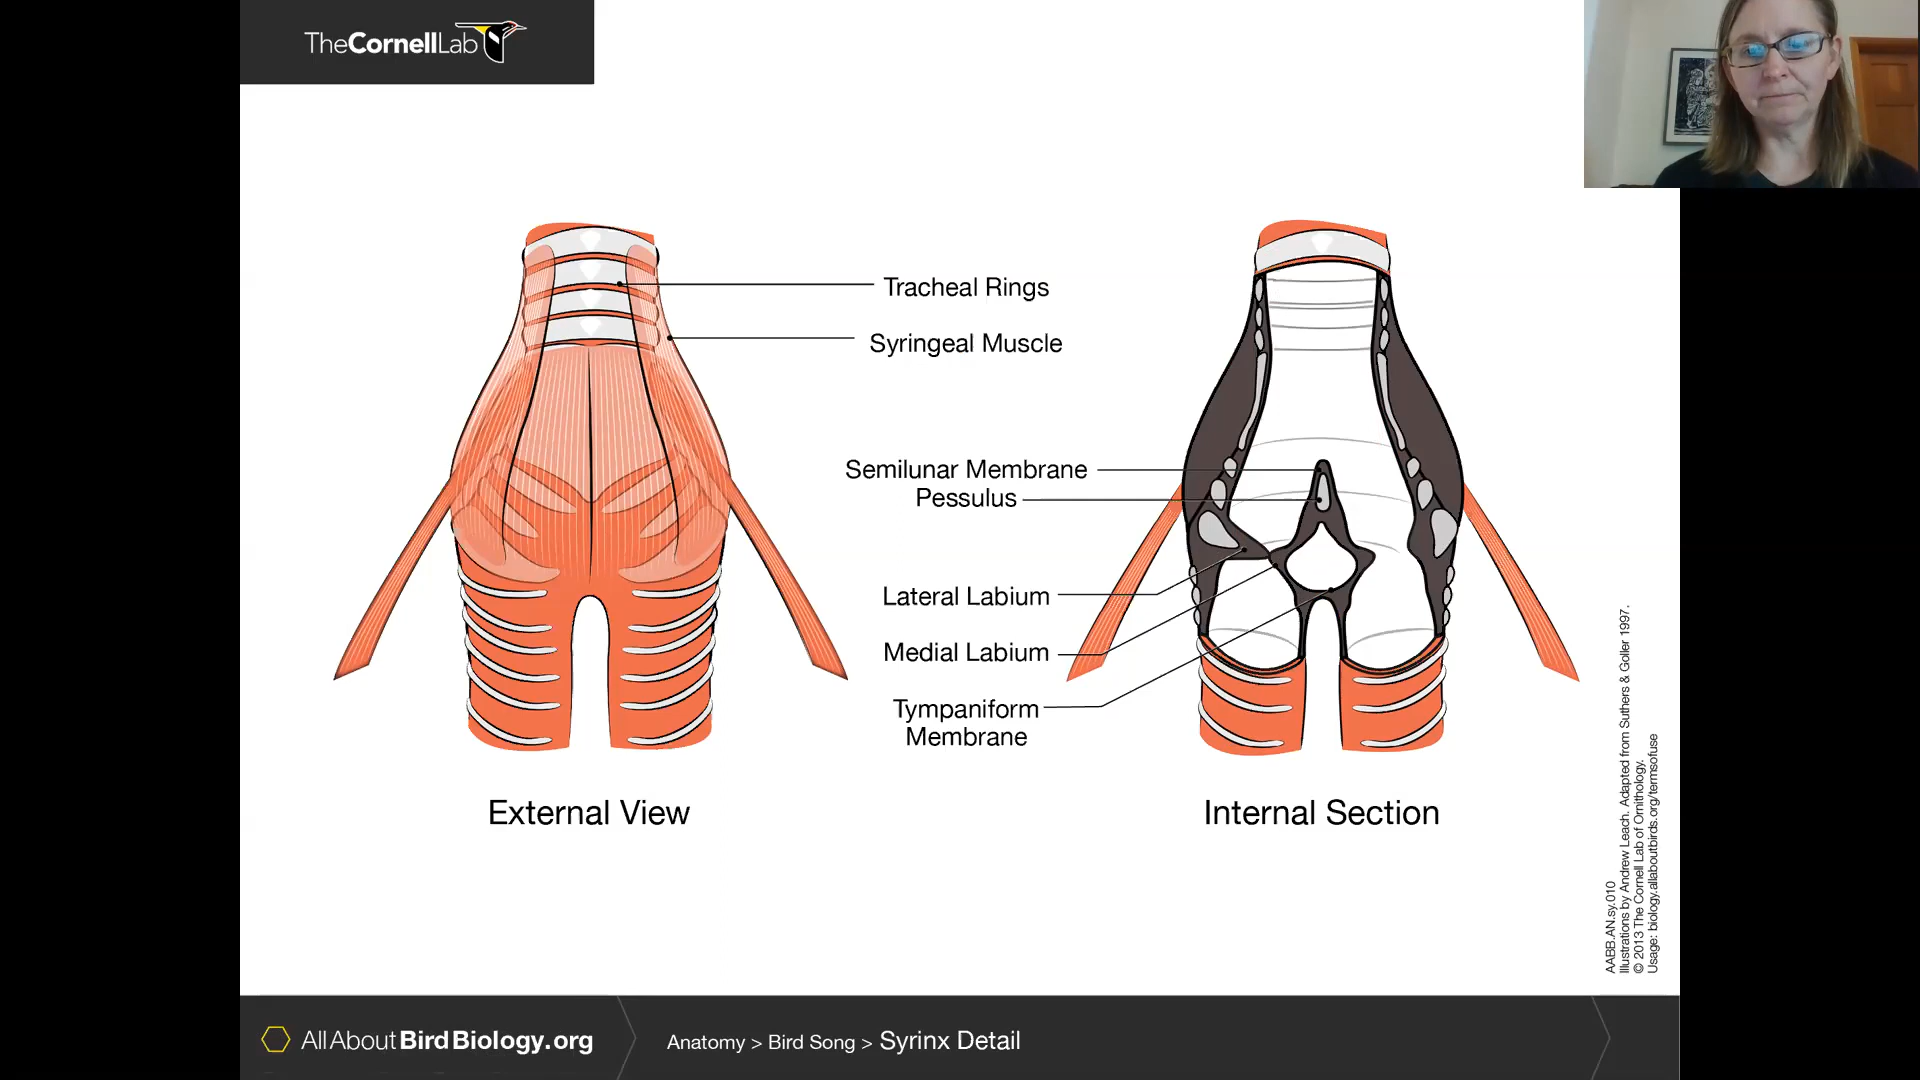 TheCornellLab
Tracheal Rings
Syringeal Muscle
Semilunar Membrane
Pessulus
Lateral Labium
Medial Labium
Tympaniform
Membrane
External View
Internal Section
AABB.AN.sy.010
Illustrations by Andrew Leach. Adapted from Suthers & Goller 1997.
© 2013 The Cornell Lab of Ornithology.
Usage: biology.allaboutbirds.org/termsofuse
AllAboutBirdBiology.org
Anatomy > Bird Song > Syrinx Detail